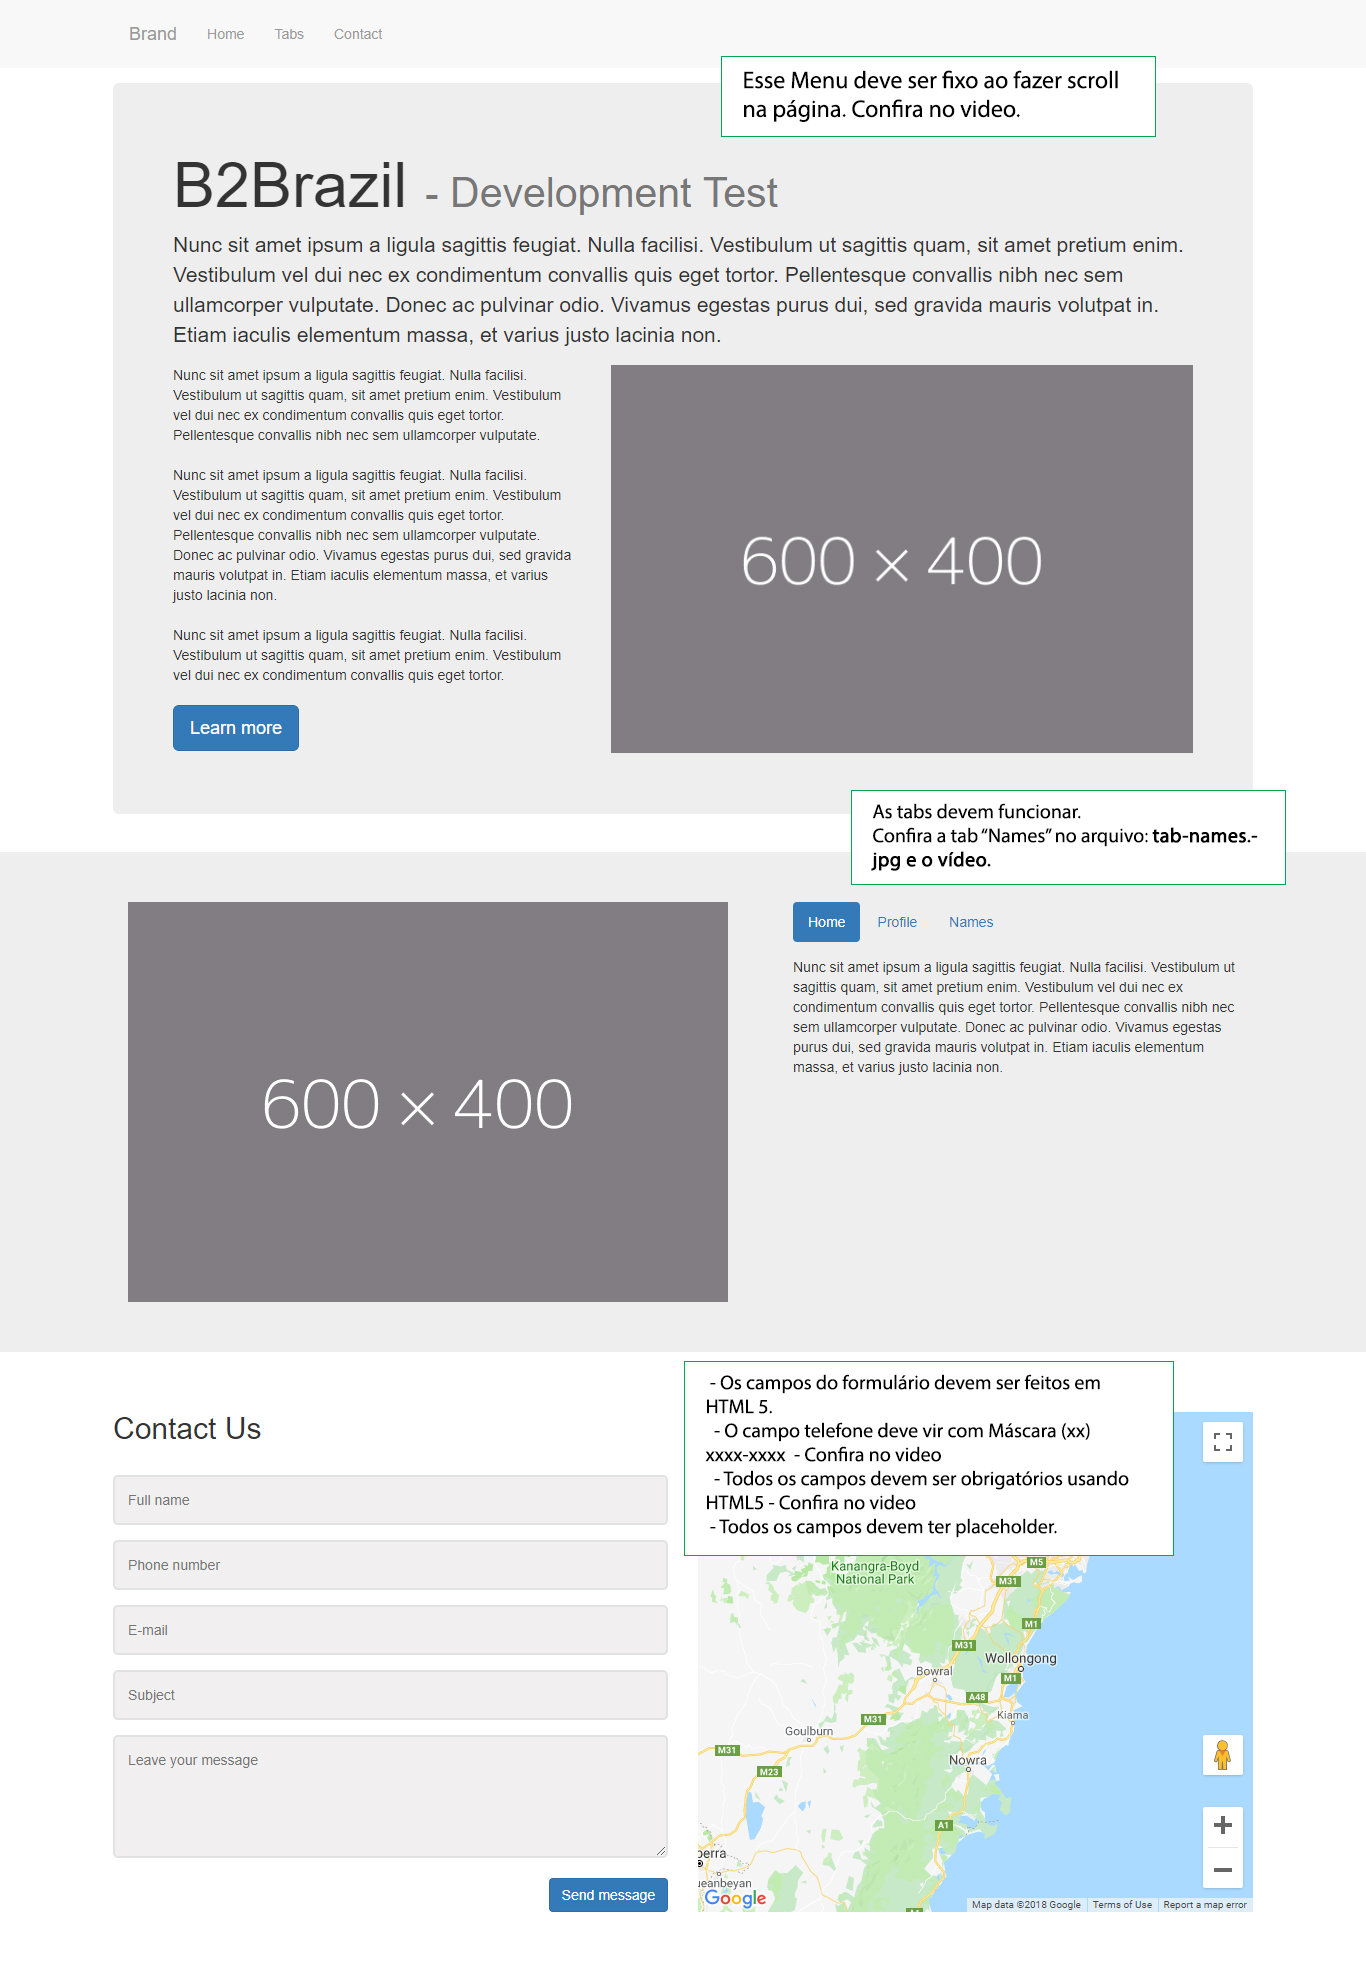 Brand Home Tabs Contact
Esse Menu deve ser fixo ao fazer scroll
na página. Confira no video.
B2Brazil - Development Test
Nunc sit amet ipsum a ligula sagittis feugiat. Nulla facilisi. Vestibulum ut sagittis quam, sit amet pretium enim.
Vestibulum vel dui nec ex condimentum convallis quis eget tortor. Pellentesque convallis nibh nec sem
ullamcorper vulputate. Donec ac pulvinar odio. Vivamus egestas purus dui, sed gravida mauris volutpat in.
Etiam iaculis elementum massa, et varius justo lacinia non.
Nunc sit amet ipsum a ligula sagittis feugiat. Nulla facilisi.
Vestibulum ut sagittis quam, sit amet pretium enim. Vestibulum
vel dui nec ex condimentum convallis quis eget tortor.
Pellentesque convallis nibh nec sem ullamcorper vulputate.
Nunc sit amet ipsum a ligula sagittis feugiat. Nulla facilisi.
Vestibulum ut sagittis quam, sit amet pretium enim. Vestibulum
vel dui nec ex condimentum convallis quis eget tortor.
Pellentesque convallis nibh nec sem ullamcorper vulputate.
Donec ac pulvinar odio. Vivamus egestas purus dui, sed gravida
mauris volutpat in. Etiam iaculis elementum massa, et varius
justo lacinia non.
Nunc sit amet ipsum a ligula sagittis feugiat. Nulla facilisi.
Vestibulum ut sagittis quam, sit amet pretium enim. Vestibulum
vel dui nec ex condimentum convallis quis eget tortor.
Learn more
600 × 400
As tabs devem funcionar.
Confira a tab “Names” no arquivo: tab-names.-
jpg e o vídeo.
600 × 400
Home Profile Names
Nunc sit amet ipsum a ligula sagittis feugiat. Nulla facilisi. Vestibulum ut
sagittis quam, sit amet pretium enim. Vestibulum vel dui nec ex
condimentum convallis quis eget tortor. Pellentesque convallis nibh nec
sem ullamcorper vulputate. Donec ac pulvinar odio. Vivamus egestas
purus dui, sed gravida mauris volutpat in. Etiam iaculis elementum
massa, et varius justo lacinia non.
- Os campos do formulário devem ser feitos em
HTML 5.
- O campo telefone deve vir com Máscara (xx)
xxxx-xxxx - Confira no video
- Todos os campos devem ser obrigatórios usando
HTML5 - Confira no video
- Todos os campos devem ter placeholder.
Contact Us
Full name
Phone number
E-mail
Subject
Leave your message
Send message
Kanangra-Boyd
National Park
M5
M31
M1
M31
Wollongong
Bowral
M1
A48
Kiama
M31
Goulburn
M31
Nowra
M23
A1
berra
ueanbeyan
Google
A1
Map data ©2018 Google Terms of Use Report a map error